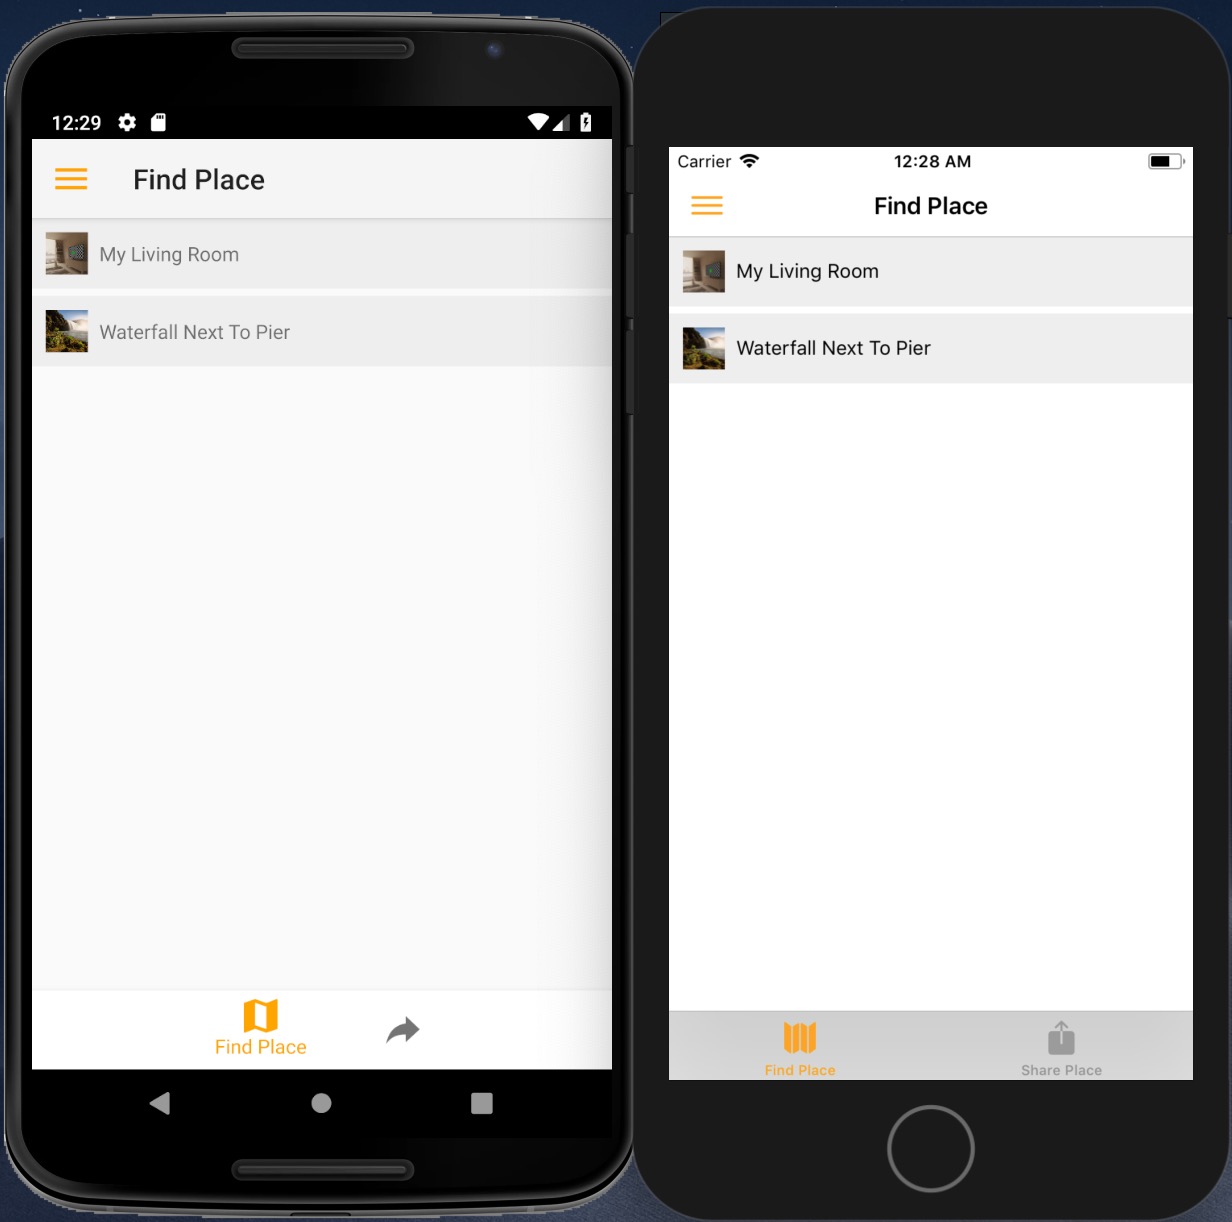 12:29
Find Place
My Living Room
Waterfall Next To Pier
Find Place
Carrier 12:28 AM
Find Place
My Living Room
Waterfall Next To Pier
Find Place Share Place